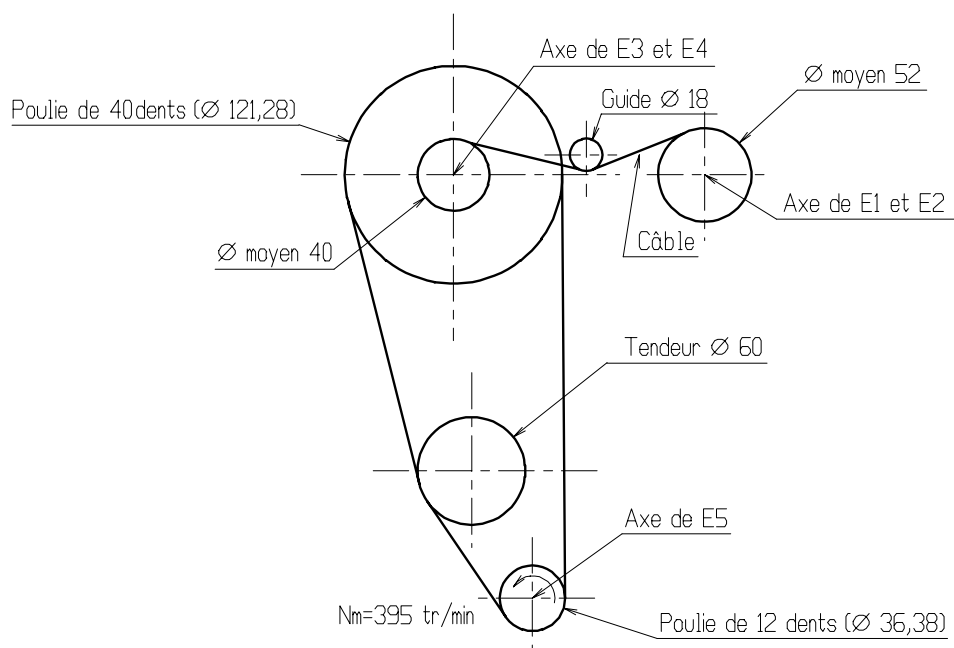 Axe de E3 et E4
Ø moyen 52
Poulie de 40dents (Ø 121,28)
Guide Ø 18
Axe de E1 et E2
Câble
Ø moyen 40
Tendeur Ø 60
Axe de E5
Nm=395 tr/min
Poulie de 12 dents (Ø 36,38)